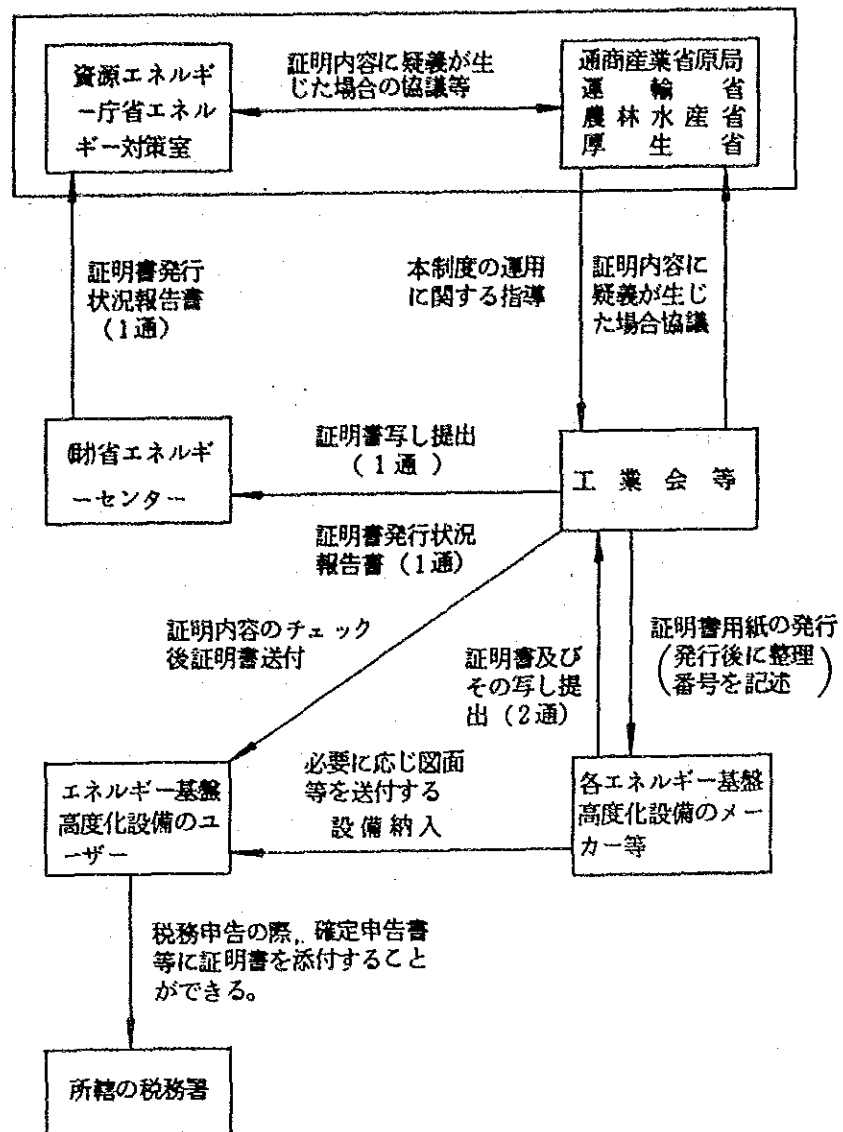 資源エネルギ
ー庁省エネル
ギー対策室
証明内容に疑義が生
じた場合の協議等
通商産業省原局
運輸省
農林水産省
厚生省
証明書発行
状況報告書
(1通)
本制度の運用
に関する指導
証明内容に
疑義が生じ
た場合協議
(財)省エネルギ
ーセンター
証明書写し提出
(1通)
工業会等
証明書発行状況
報告書(1通)
証明内容のチェック
後証明書送付
証明書及び
その写し提
出(2通)
証明書用紙の発行
(発行後に整理
番号を記述)
エネルギー基盤
高度化設備のユ
ーザー
必要に応じ図面
等を送付する
設備納入
各エネルギー基盤
高度化設備のメー
カー等
税務申告の際,確定申告書
等に証明書を添付すること
ができる。
所轄の税務署